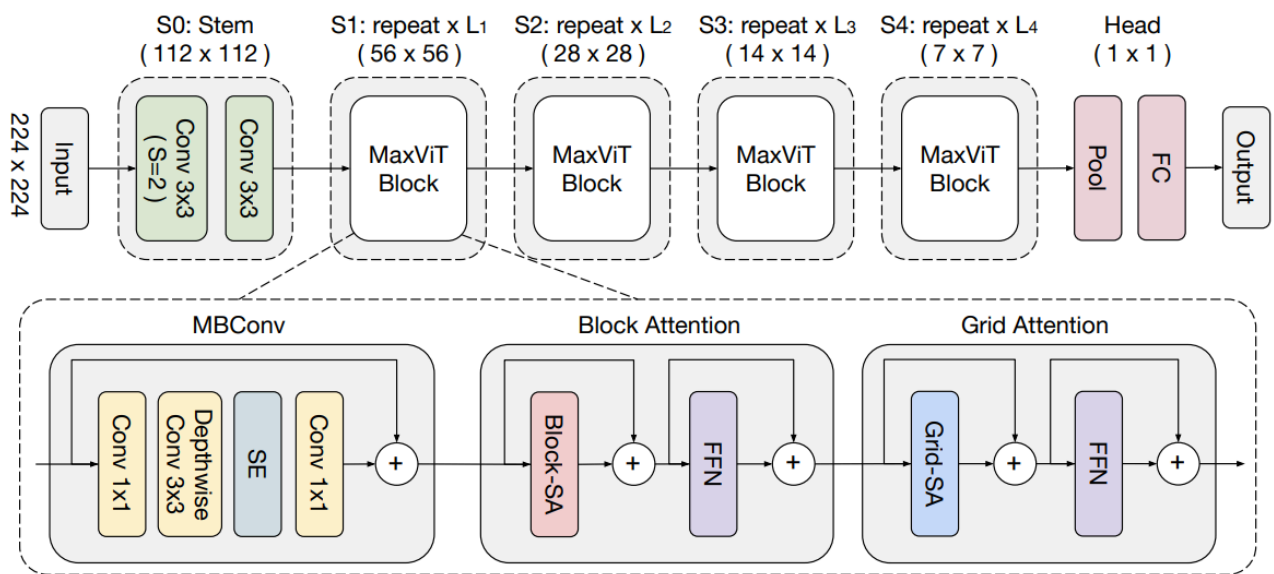 S0: Stem
( 112 x 112 )
S1: repeat x L1
( 56 x 56 )
S2: repeat x L2
( 28 x 28 )
S3: repeat x L3
( 14 x 14 )
S4: repeat x L4
( 7 x 7 )
Head
( 1 x 1 )
224 x 224
Input
Conv 3x3
( S=2 )
Conv 3x3
MaxViT
Block
MaxViT
Block
MaxViT
Block
MaxViT
Block
Pool
FC
Output
MBConv
Block Attention
Grid Attention
Conv 1x1
Depthwise
Conv 3x3
SE
Conv 1x1
+
Block-SA
+
FFN
+
Grid-SA
+
FFN
+